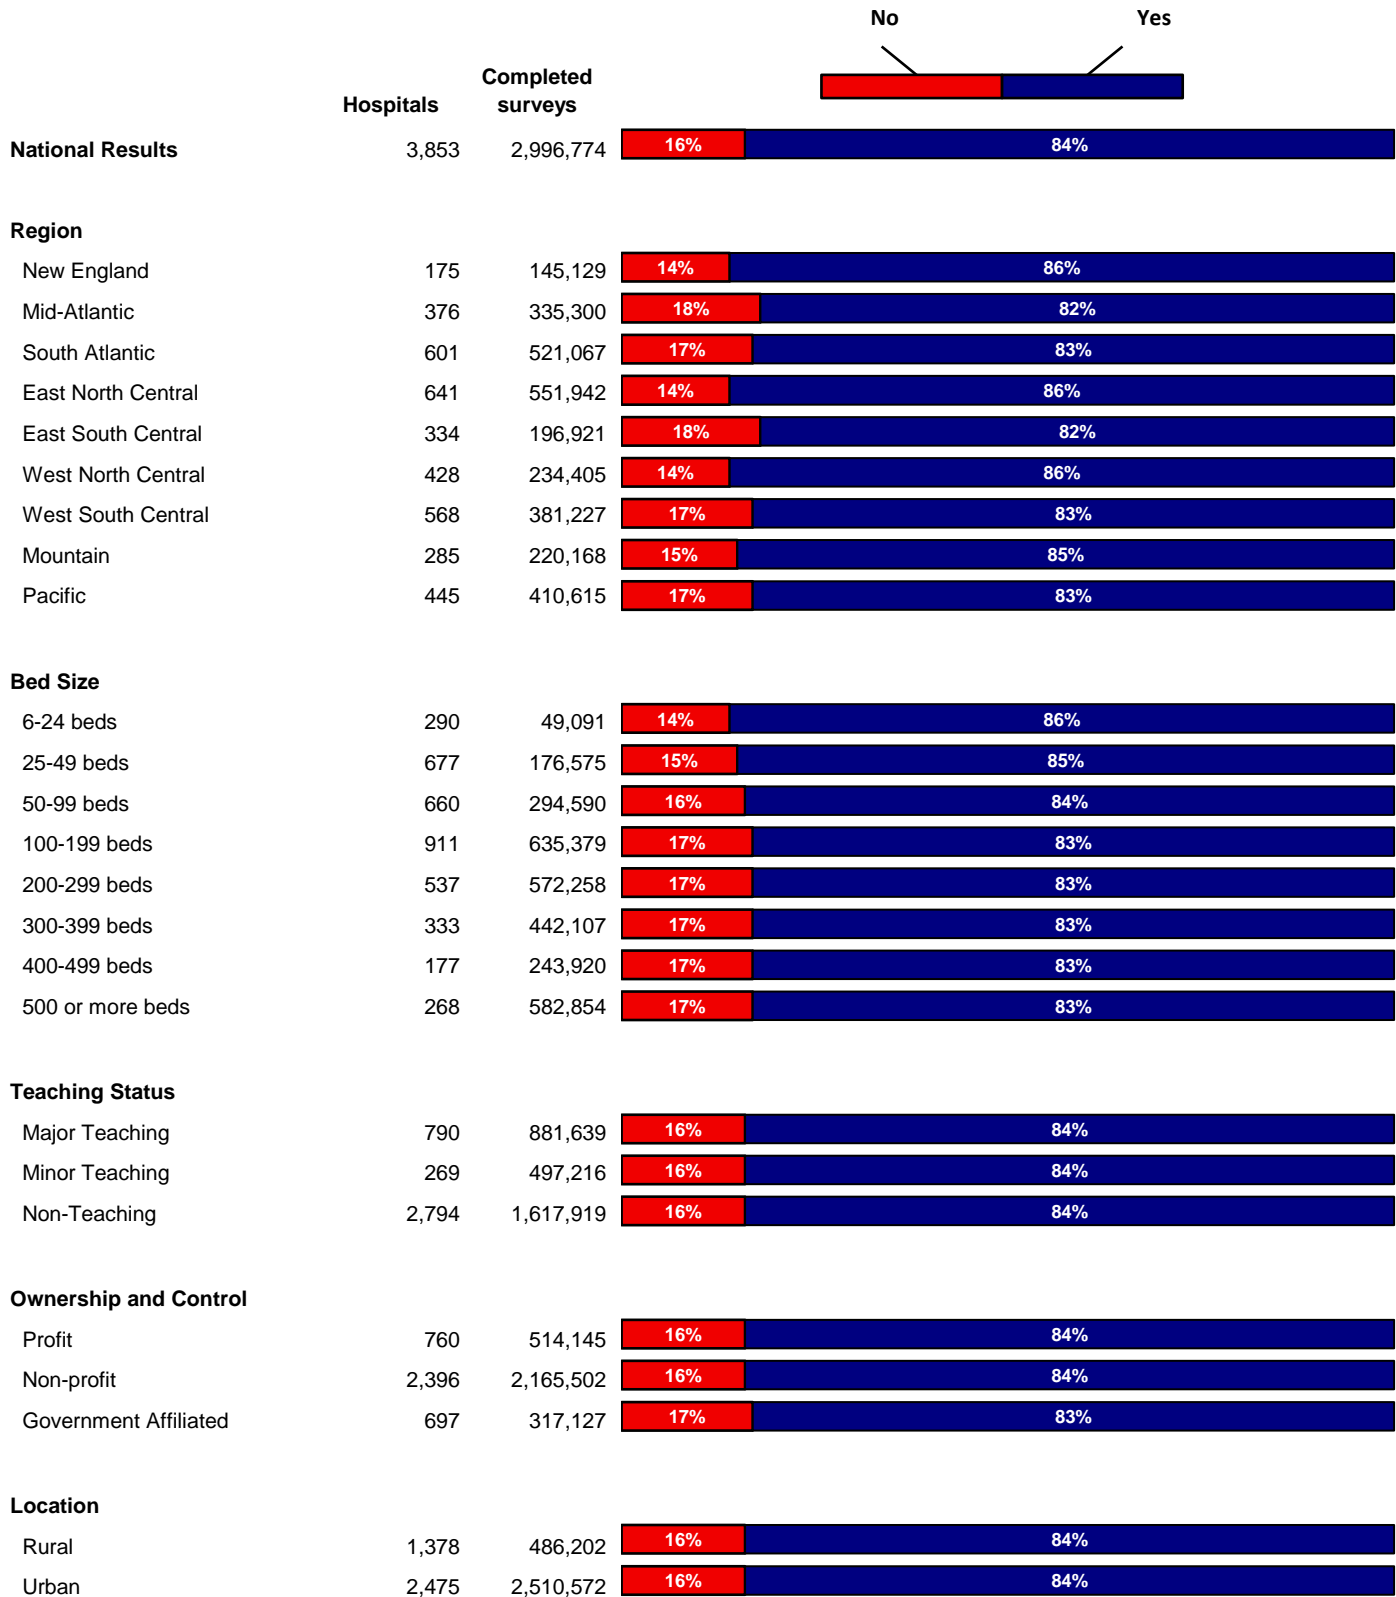 No Yes
Completed
Hospitals surveys
National Results 3,853 2,996,774 16% 84%
Region
New England 175 145,129 14% 86%
Mid-Atlantic 376 335,300 18% 82%
South Atlantic 601 521,067 17% 83%
East North Central 641 551,942 14% 86%
East South Central 334 196,921 18% 82%
West North Central 428 234,405 14% 86%
West South Central 568 381,227 17% 83%
Mountain 285 220,168 15% 85%
Pacific 445 410,615 17% 83%
Bed Size
6-24 beds 290 49,091 14% 86%
25-49 beds 677 176,575 15% 85%
50-99 beds 660 294,590 16% 84%
100-199 beds 911 635,379 17% 83%
200-299 beds 537 572,258 17% 83%
300-399 beds 333 442,107 17% 83%
400-499 beds 177 243,920 17% 83%
500 or more beds 268 582,854 17% 83%
Teaching Status
Major Teaching 790 881,639 16% 84%
Minor Teaching 269 497,216 16% 84%
Non-Teaching 2,794 1,617,919 16% 84%
Ownership and Control
Profit 760 514,145 16% 84%
Non-profit 2,396 2,165,502 16% 84%
Government Affiliated 697 317,127 17% 83%
Location
Rural 1,378 486,202 16% 84%
Urban 2,475 2,510,572 16% 84%